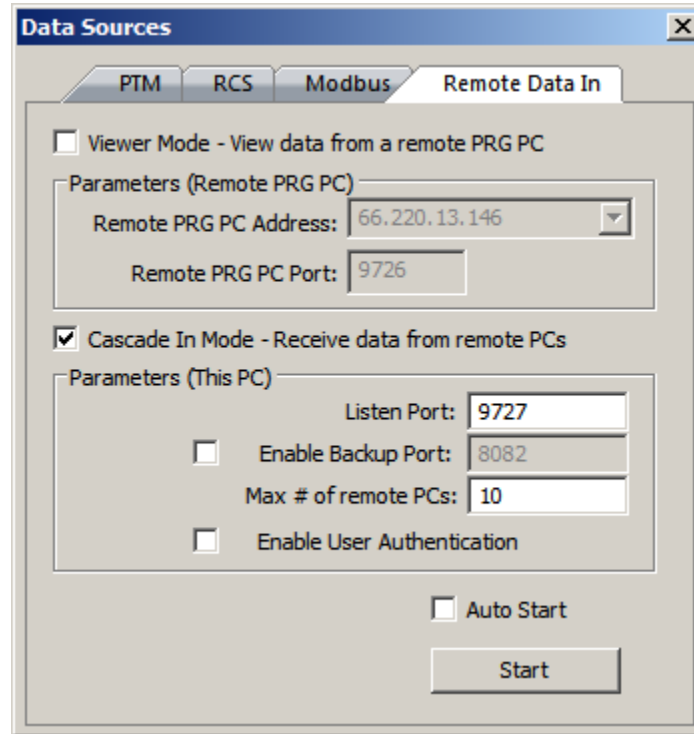 Data Sources
PTM RCS Modbus Remote Data In
Viewer Mode - View data from a remote PRG PC
Parameters (Remote PRG PC)
Remote PRG PC Address: 66.220.13.146
Remote PRG PC Port: 9726
Cascade In Mode - Receive data from remote PCs
Parameters (This PC)
Listen Port: 9727
Enable Backup Port: 8082
Max # of remote PCs: 10
Enable User Authentication
Auto Start
Start